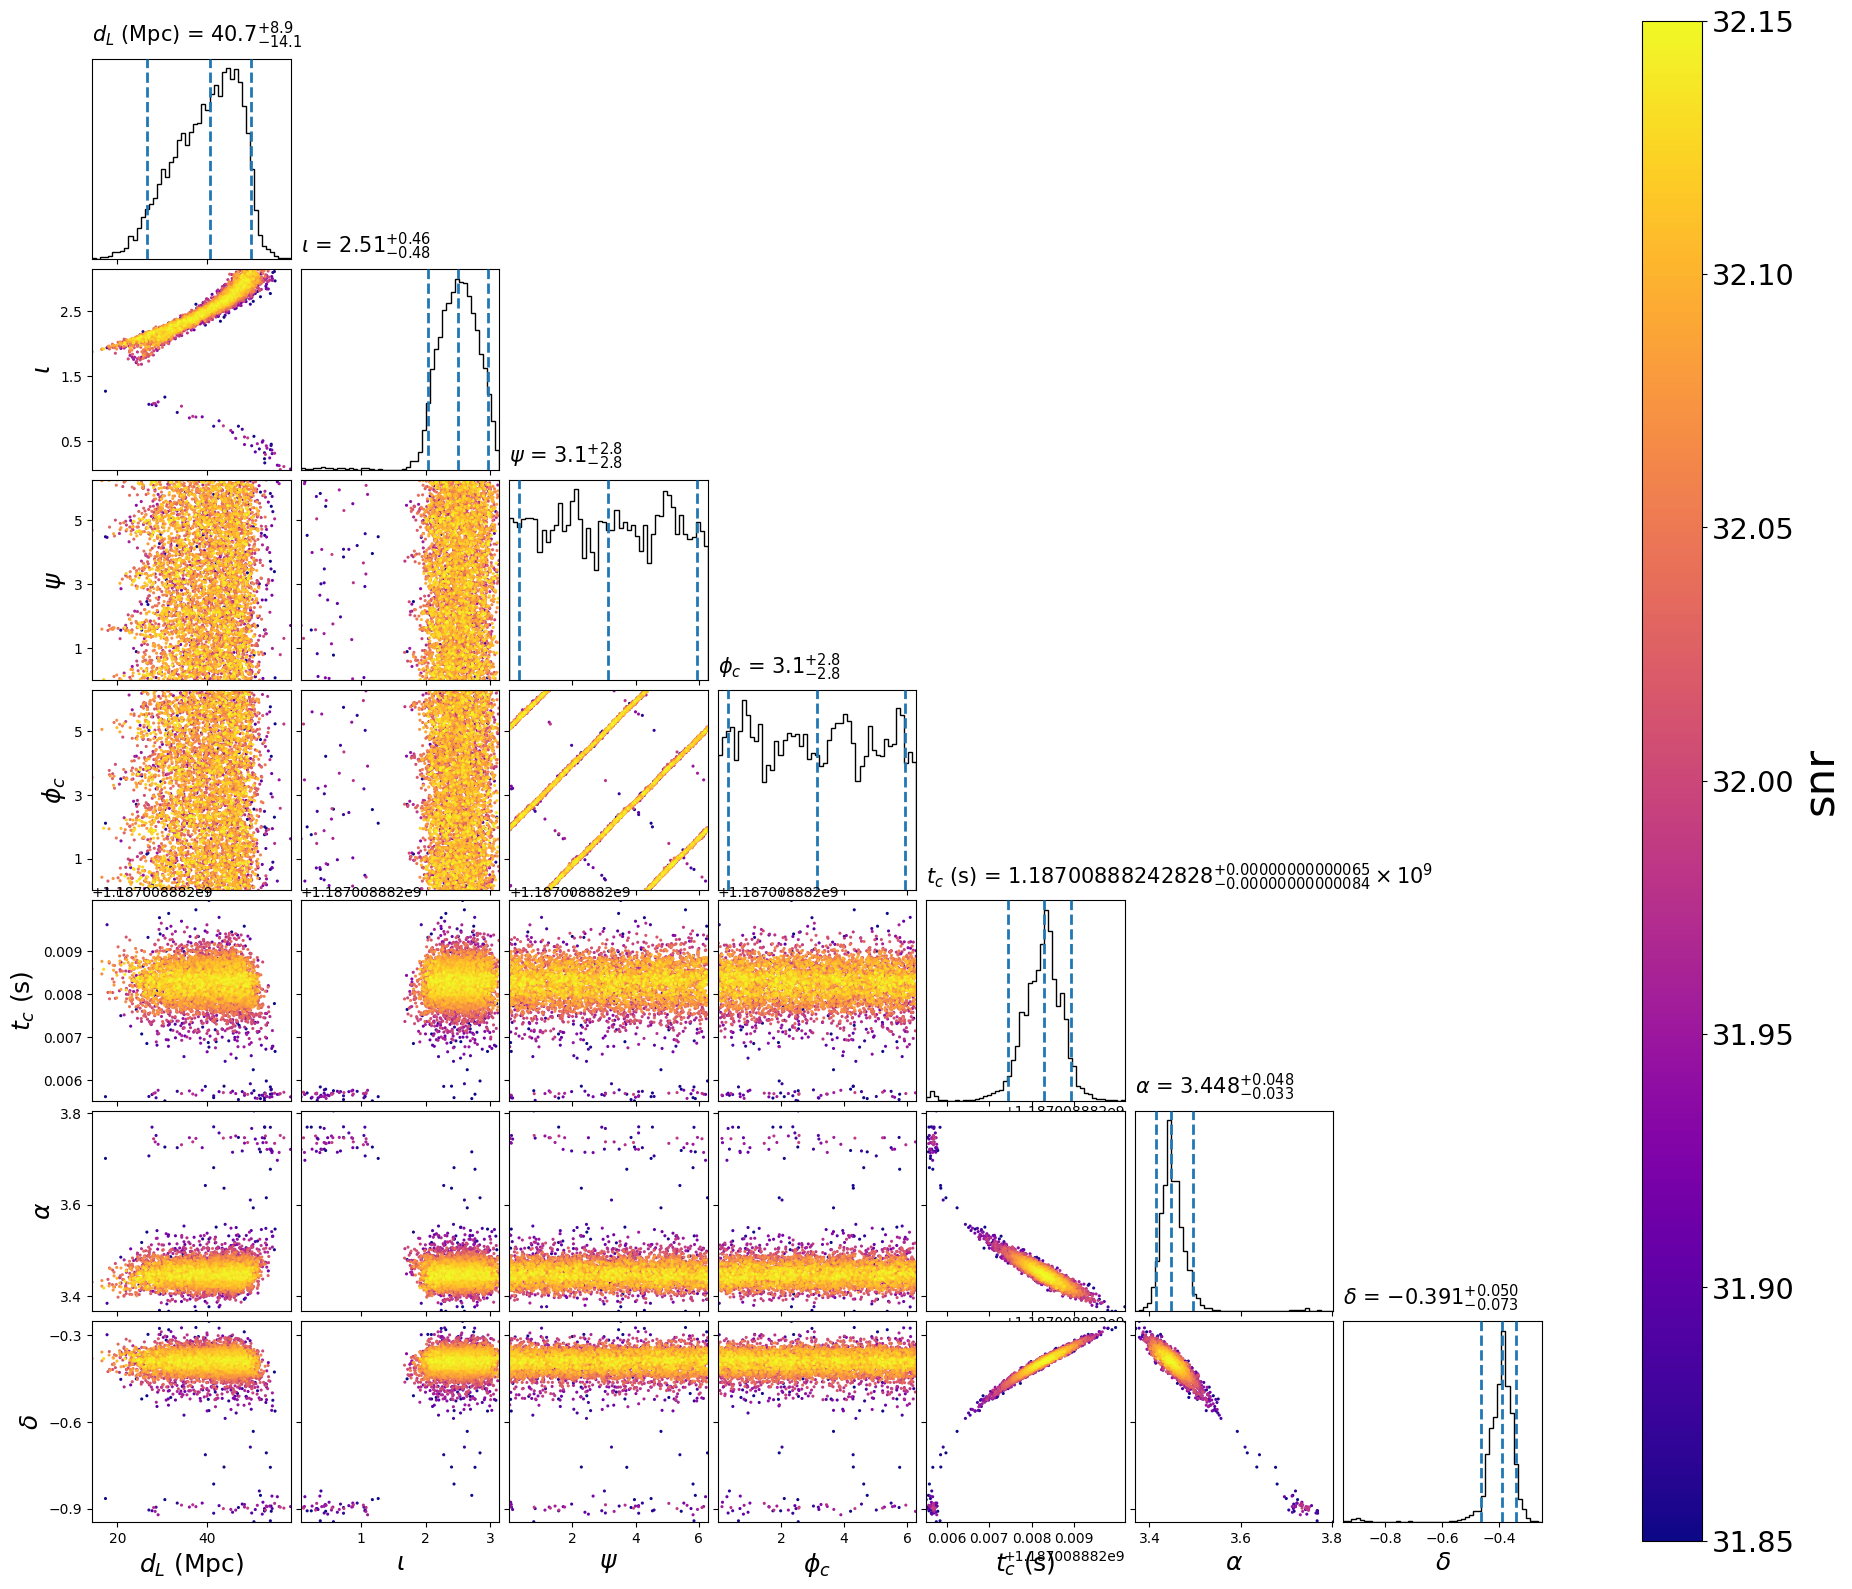 d_L (Mpc) = 40.7^{+8.9}_{-14.1}
32.15
ι = 2.51^{+0.46}_{-0.48}
32.10
2.5
1.5
0.5
ι
ψ = 3.1^{+2.8}_{-2.8}
32.05
5
3
1
ψ
ϕ_c = 3.1^{+2.8}_{-2.8}
32.00
5
3
1
ϕ_c
snr
t_c (s) = 1.18700888242828^{+0.00000000000065}_{-0.00000000000084} × 10^9
+1.187008882e9 +1.187008882e9 +1.187008882e9 +1.187008882e9
0.009
0.008
0.007
0.006
t_c (s)
31.95
α = 3.448^{+0.048}_{-0.033}
+1.187008882e9
3.8
3.6
3.4
α
31.90
δ = −0.391^{+0.050}_{-0.073}
+1.187008882e9
−0.3
−0.6
−0.9
δ
31.85
20 40 1 2 3 2 4 6 2 4 6 0.006 0.007 0.008 0.009 3.4 3.6 3.8 −0.8 −0.6 −0.4
+1.187008882e9
d_L (Mpc) ι ψ ϕ_c t_c (s) α δ